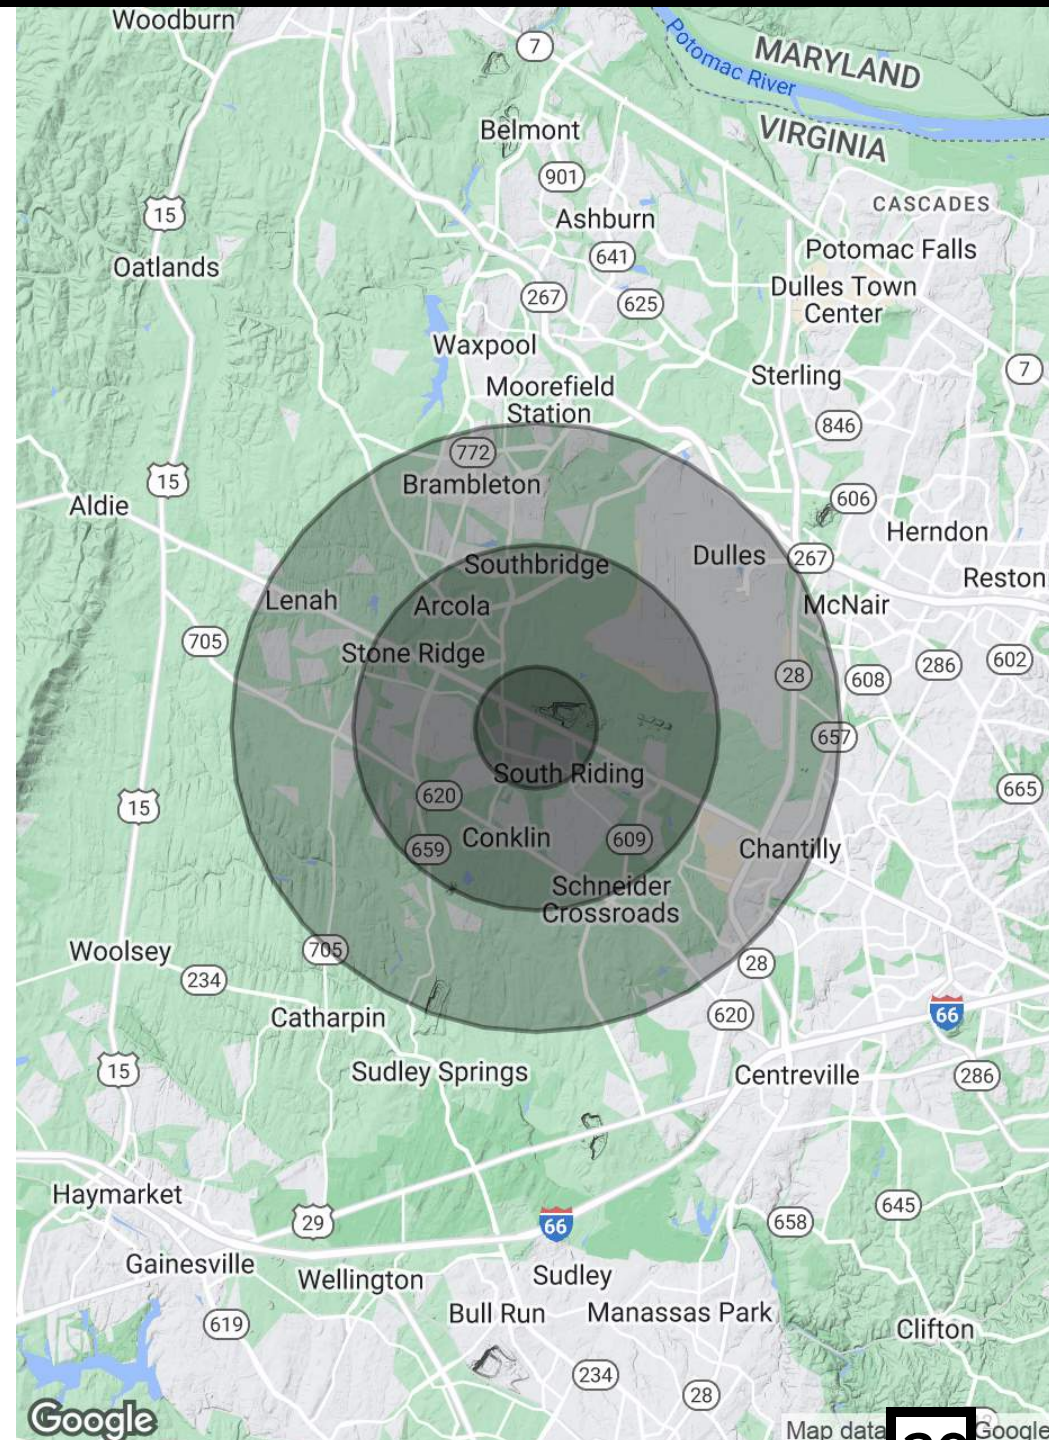 Woodburn
7
MARYLAND
Potomac River
Belmont
VIRGINIA
901
CASCADES
15
Ashburn
Oatlands
641
Potomac Falls
267
625
Dulles Town
Center
Waxpool
7
Moorefield
Station
Sterling
846
772
15
Brambleton
606
Aldie
Herndon
Southbridge
Dulles
267
Reston
Lenah
Arcola
McNair
705
Stone Ridge
28
608
286
602
657
South Riding
620
665
15
Conklin
609
659
Chantilly
Schneider
Crossroads
Woolsey
705
28
234
Catharpin
620
66
15
Sudley Springs
Centreville
286
Haymarket
29
66
658
645
Gainesville
Wellington
Sudley
Bull Run
Manassas Park
619
Clifton
234
28
Google
Map data
Google